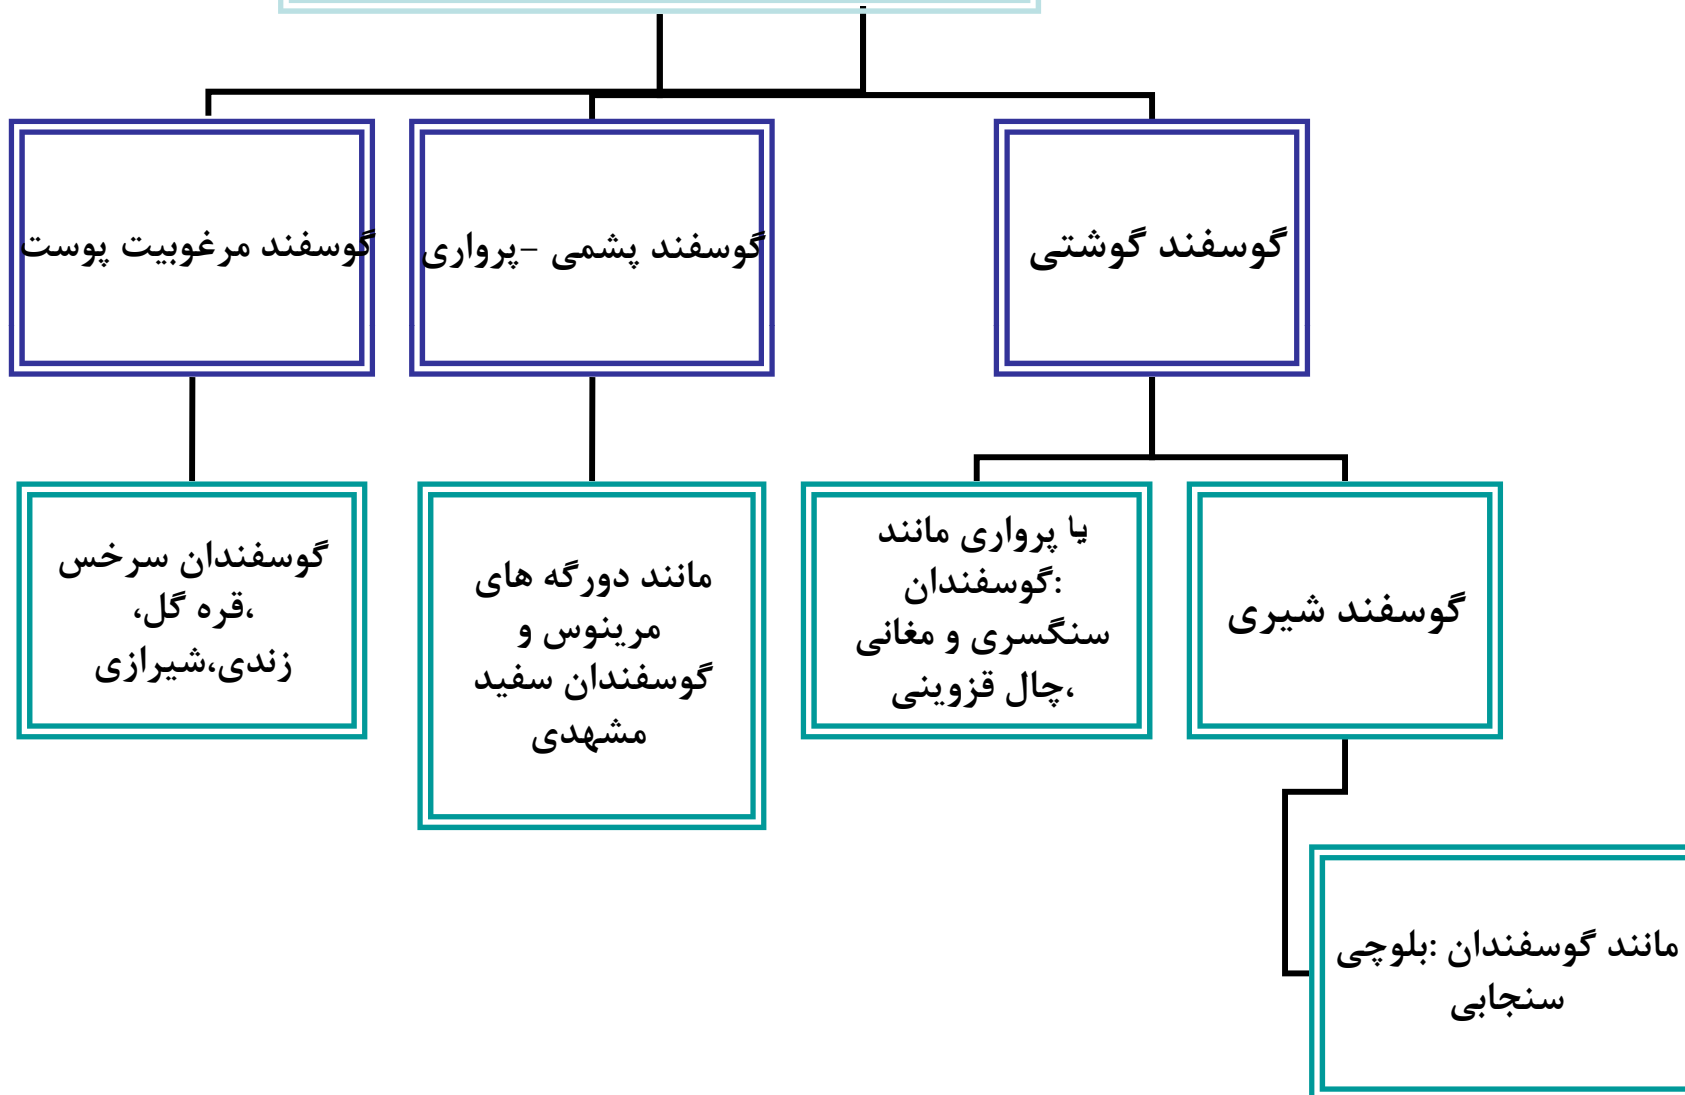 گوسفند گوشتی
گوسفند پشمی -پرواری
گوسفند مرغوبیت پوست
گوسفند شیری
یا پرواری مانند
:گوسفندان
سنگسری و مغانی
،چال قزوینی
مانند دورگه های
مرینوس و
گوسفندان سفید
مشهدی
گوسفندان سرخس
،قره گل،
زندی،شیرازی
مانند گوسفندان :بلوچی
سنجابی